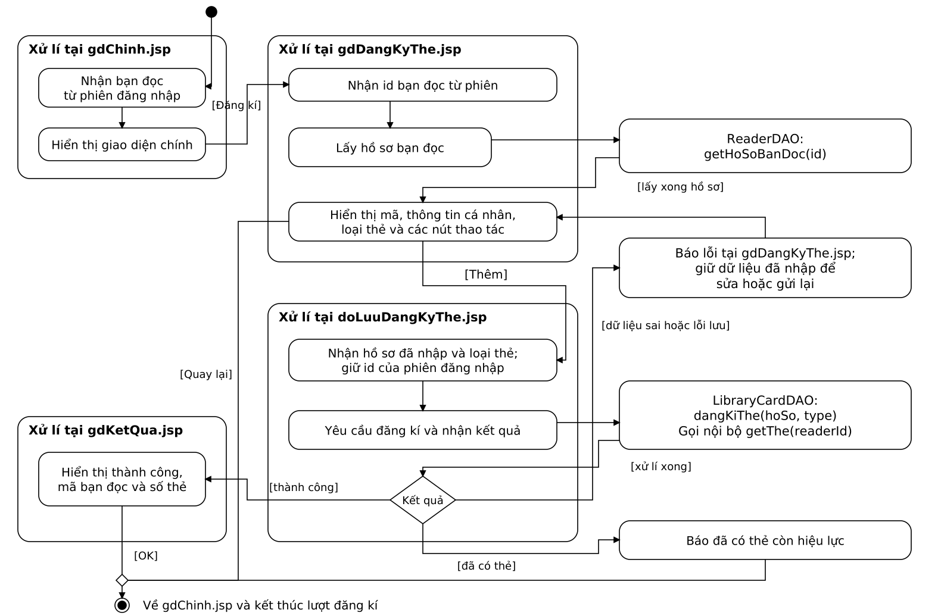 Xử lí tại gdChinh.jsp
Nhận bạn đọc
từ phiên đăng nhập
Hiển thị giao diện chính
[Đăng kí]
Xử lí tại gdDangKyThe.jsp
Nhận id bạn đọc từ phiên
Lấy hồ sơ bạn đọc
ReaderDAO:
getHoSoBanDoc(id)
[lấy xong hồ sơ]
Hiển thị mã, thông tin cá nhân,
loại thẻ và các nút thao tác
Báo lỗi tại gdDangKyThe.jsp;
giữ dữ liệu đã nhập để
sửa hoặc gửi lại
[Thêm]
[dữ liệu sai hoặc lỗi lưu]
Xử lí tại doLuuDangKyThe.jsp
Nhận hồ sơ đã nhập và loại thẻ;
giữ id của phiên đăng nhập
[Quay lại]
Yêu cầu đăng kí và nhận kết quả
LibraryCardDAO:
dangKiThe(hoSo, type)
Gọi nội bộ getThe(readerId)
[xử lí xong]
Xử lí tại gdKetQua.jsp
Hiển thị thành công,
mã bạn đọc và số thẻ
[thành công]
Kết quả
Báo đã có thẻ còn hiệu lực
[đã có thẻ]
[OK]
Về gdChinh.jsp và kết thúc lượt đăng kí